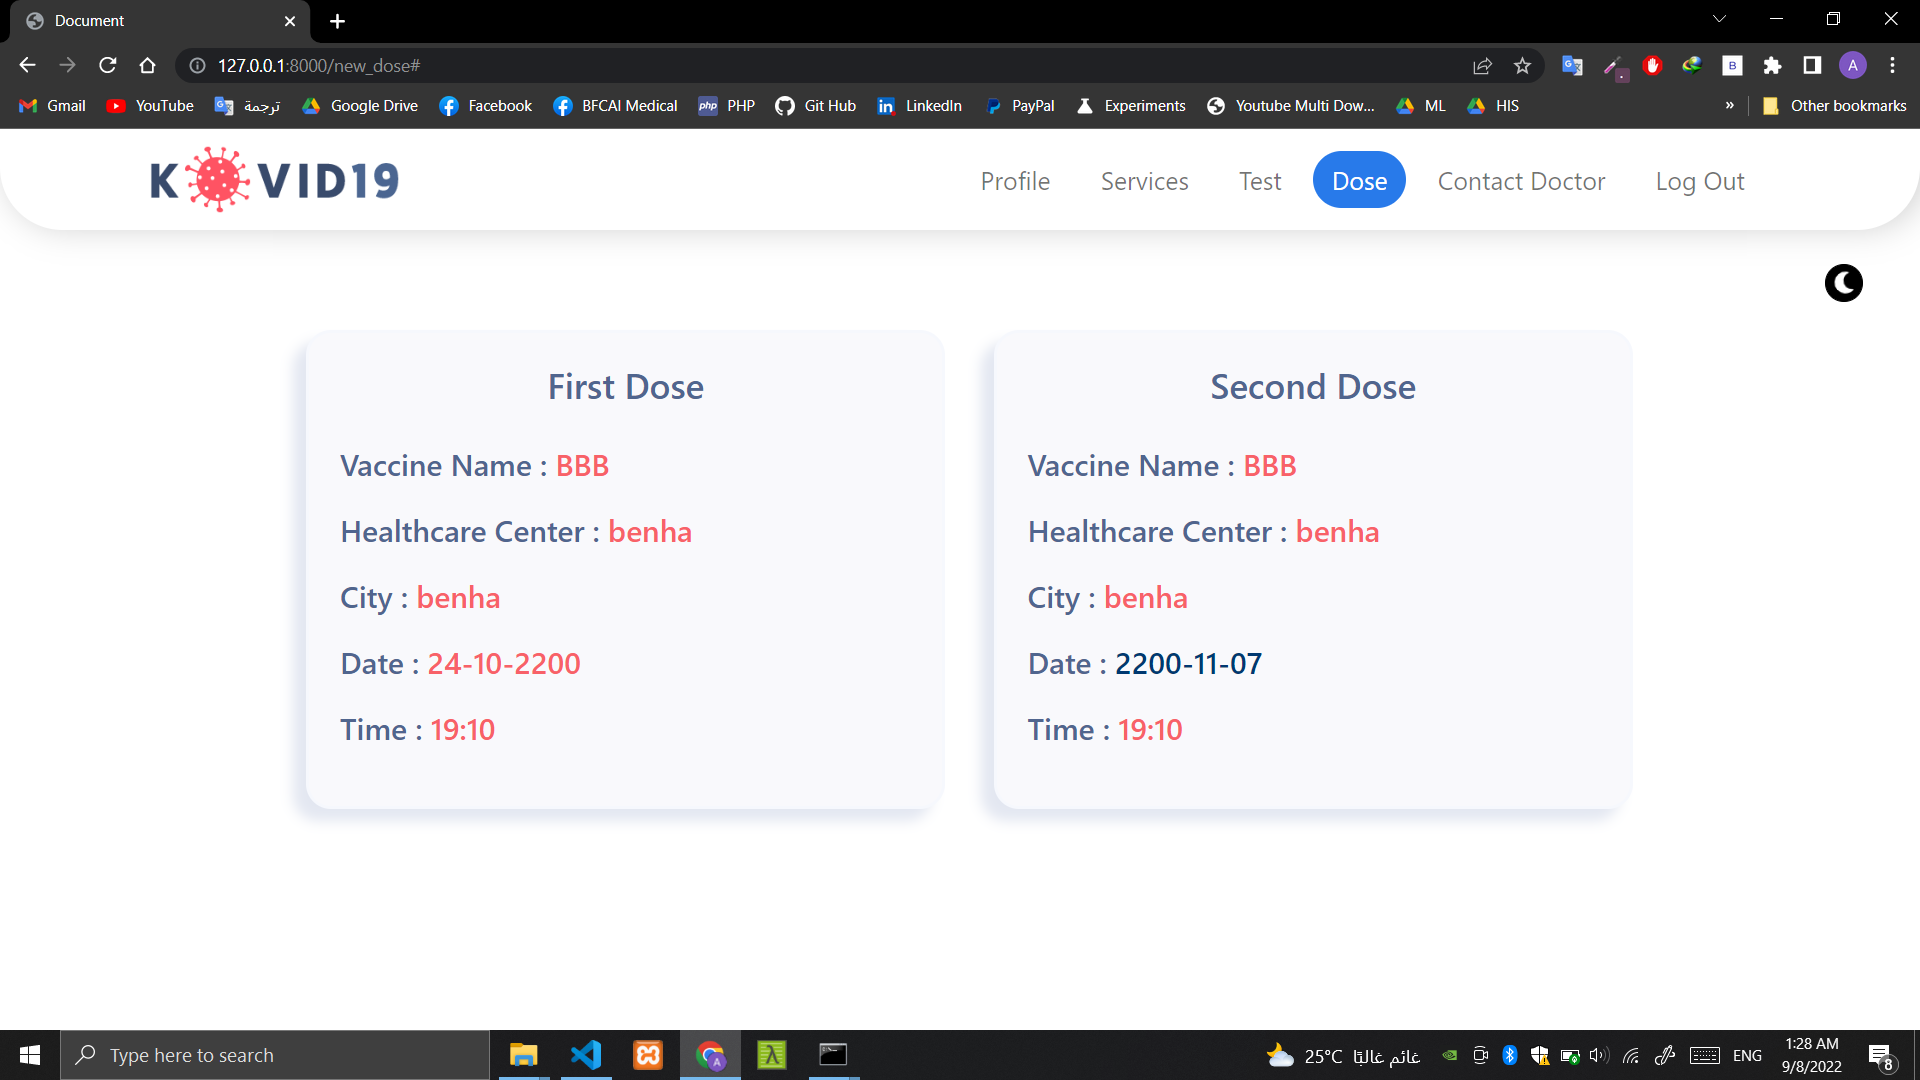 Document
127.0.0.1:8000/new_dose#
A
Gmail
YouTube
ترجمة
Google Drive
Facebook
BFCAI Medical
php PHP
Git Hub
LinkedIn
PayPal
Experiments
Youtube Multi Dow...
ML
HIS
»
Other bookmarks
K VID19
Profile
Services
Test
Dose
Contact Doctor
Log Out
First Dose
Vaccine Name : BBB
Healthcare Center : benha
City : benha
Date : 24-10-2200
Time : 19:10
Second Dose
Vaccine Name : BBB
Healthcare Center : benha
City : benha
Date : 2200-11-07
Time : 19:10
Type here to search
25°C غائم غالبًا
ENG
1:28 AM
9/8/2022
8